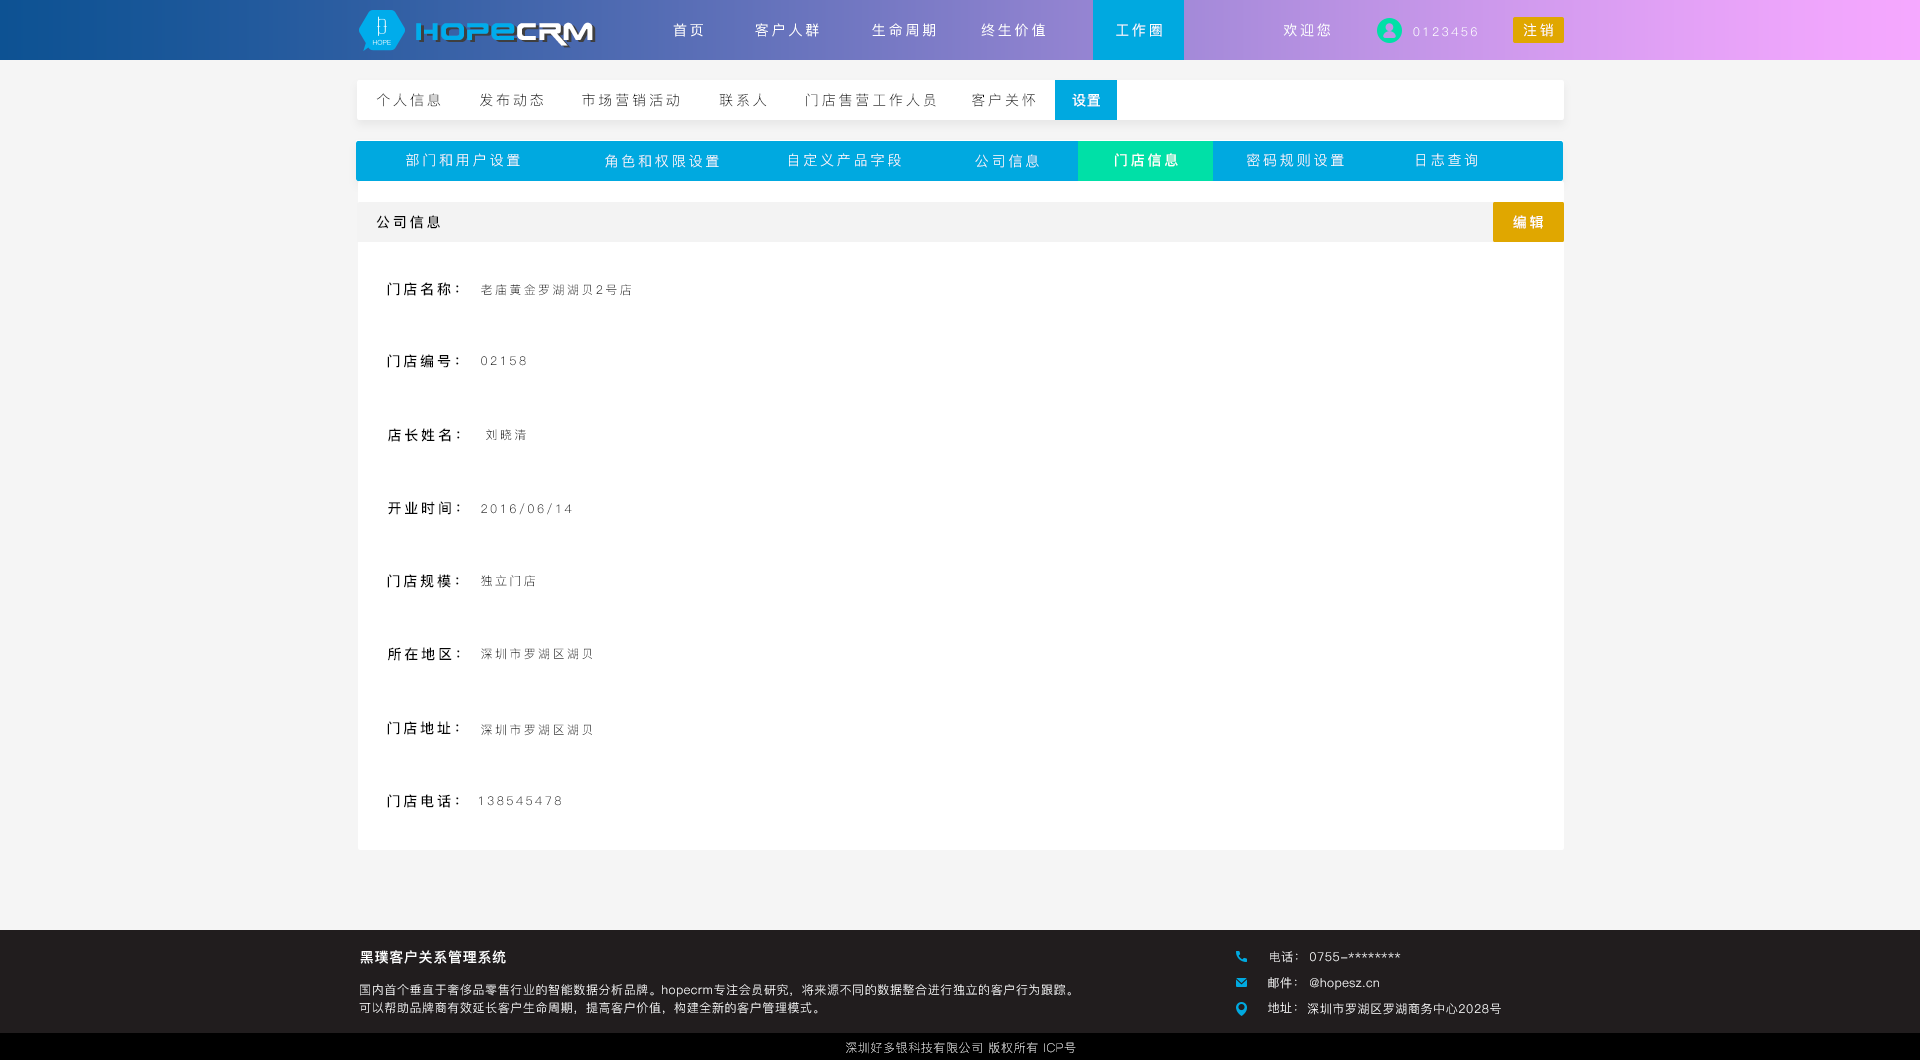 HOPE HOPECRM 首页 客户人群 生命周期 终生价值 工作圈 欢迎您 0123456 注销
个人信息 发布动态 市场营销活动 联系人 门店售营工作人员 客户关怀 设置
部门和用户设置 角色和权限设置 自定义产品字段 公司信息 门店信息 密码规则设置 日志查询
公司信息 编辑
门店名称： 老庙黄金罗湖湖贝2号店
门店编号： 02158
店长姓名： 刘晓清
开业时间： 2016/06/14
门店规模： 独立门店
所在地区： 深圳市罗湖区湖贝
门店地址： 深圳市罗湖区湖贝
门店电话： 138545478
黑璞客户关系管理系统
国内首个垂直于奢侈品零售行业的智能数据分析品牌。hopecrm专注会员研究，将来源不同的数据整合进行独立的客户行为跟踪。
可以帮助品牌商有效延长客户生命周期，提高客户价值，构建全新的客户管理模式。
电话： 0755-********
邮件： @hopesz.cn
地址： 深圳市罗湖区罗湖商务中心2028号
深圳好多银科技有限公司 版权所有 ICP号